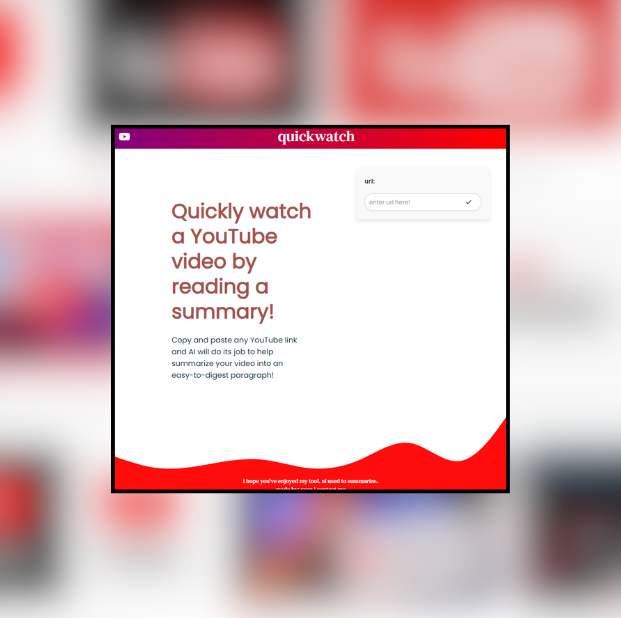 quickwatch
url:
enter url here!
Quickly watch
a YouTube
video by
reading a
summary!
Copy and paste any YouTube link
and AI will do its job to help
summarize your video into an
easy-to-digest paragraph!
I hope you've enjoyed my tool. ai used to summarize.